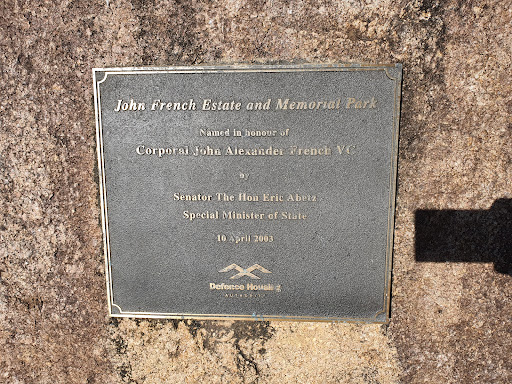 John French Estate and Memorial Park
Named in honour of
Corporal John Alexander French VC
by
Senator The Hon Eric Abetz
Special Minister of State
16 April 2003
Defence Housing
AUTHORITY